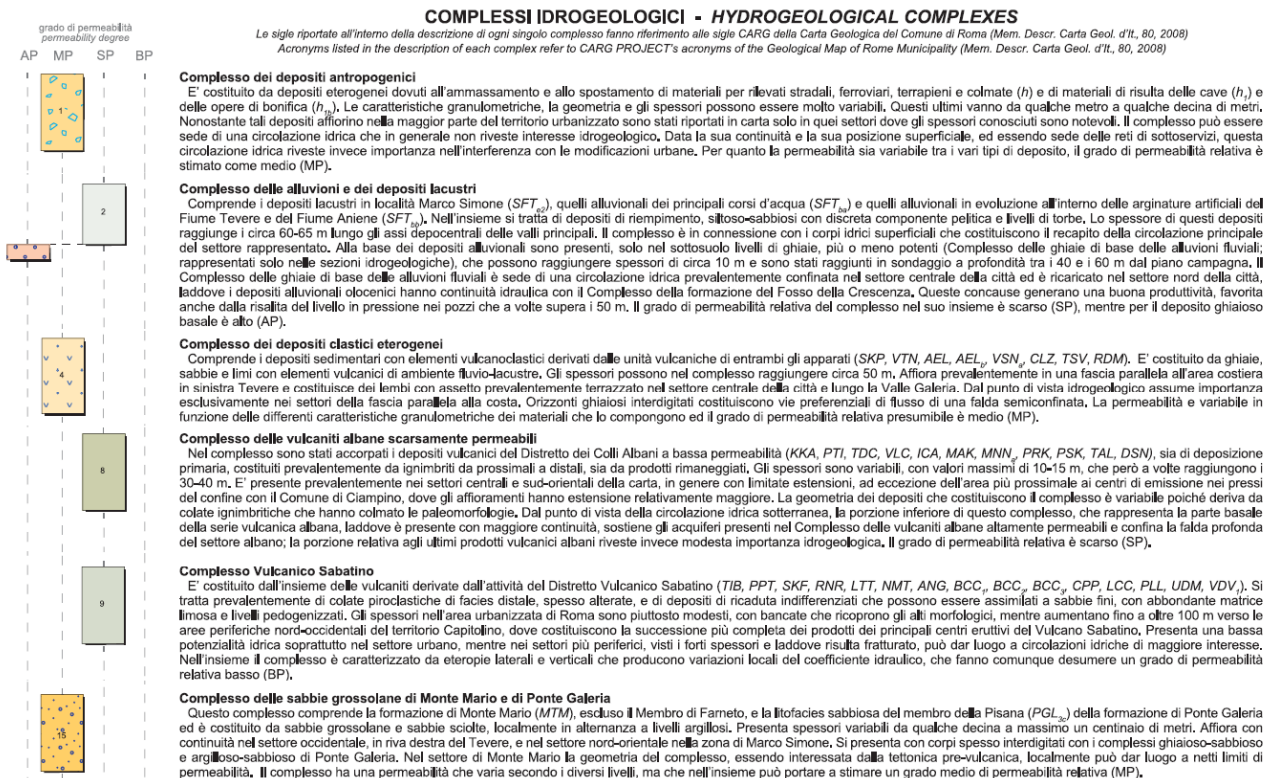 COMPLESSI IDROGEOLOGICI - HYDROGEOLOGICAL COMPLEXES
Le sigle riportate all'interno della descrizione di ogni singolo complesso fanno riferimento alle sigle CARG della Carta Geologica del Comune di Roma (Mem. Descr. Carta Geol. d'It., 80, 2008)
Acronyms listed in the description of each complex refer to CARG PROJECT's acronyms of the Geological Map of Rome Municipality (Mem. Descr. Carta Geol. d'It., 80, 2008)
grado di permeabilità
permeability degree
AP MP SP BP
Complesso dei depositi antropogenici
1
E' costituito da depositi eterogenei dovuti all'ammassamento e allo spostamento di materiali per rilevati stradali, ferroviari, terrapieni e colmate (h) e di materiali di risulta delle cave (h₁) e
delle opere di bonifica (h₁ᵦ). Le caratteristiche granulometriche, la geometria e gli spessori possono essere molto variabili. Questi ultimi vanno da qualche metro a qualche decina di metri.
Nonostante tali depositi affiorino nella maggior parte del territorio urbanizzato sono stati riportati in carta solo in quei settori dove gli spessori conosciuti sono notevoli. Il complesso può essere
sede di una circolazione idrica che in generale non riveste interesse idrogeologico. Data la sua continuità e la sua posizione superficiale, ed essendo sede delle reti di sottoservizi, questa
circolazione idrica riveste invece importanza nell'interferenza con le modificazioni urbane. Per quanto la permeabilità sia variabile tra i vari tipi di deposito, il grado di permeabilità relativa è
stimato come medio (MP).
Complesso delle alluvioni e dei depositi lacustri
2
Comprende i depositi lacustri in località Marco Simone (SFTe2), quelli alluvionali dei principali corsi d'acqua (SFTba) e quelli alluvionali in evoluzione all'interno delle arginature artificiali del
Fiume Tevere e del Fiume Aniene (SFTbb). Nell'insieme si tratta di depositi di riempimento, siltoso-sabbiosi con discreta componente pelitica e livelli di torbe. Lo spessore di questi depositi
raggiunge i circa 60-65 m lungo gli assi depocentrali delle valli principali. Il complesso è in connessione con i corpi idrici superficiali che costituiscono il recapito della circolazione principale
del settore rappresentato. Alla base dei depositi alluvionali sono presenti, solo nel sottosuolo livelli di ghiaie, più o meno potenti (Complesso delle ghiaie di base delle alluvioni fluviali;
rappresentati solo nelle sezioni idrogeologiche), che possono raggiungere spessori di circa 10 m e sono stati raggiunti in sondaggio a profondità tra i 40 e i 60 m dal piano campagna. Il
Complesso delle ghiaie di base delle alluvioni fluviali è sede di una circolazione idrica prevalentemente confinata nel settore centrale della città ed è ricaricato nel settore nord della città,
laddove i depositi alluvionali olocenici hanno continuità idraulica con il Complesso della formazione del Fosso della Crescenza. Queste concause generano una buona produttività, favorita
anche dalla risalita del livello in pressione nei pozzi che a volte supera i 50 m. Il grado di permeabilità relativa del complesso nel suo insieme è scarso (SP), mentre per il deposito ghiaioso
basale è alto (AP).
Complesso dei depositi clastici eterogenei
4
Comprende i depositi sedimentari con elementi vulcanoclastici derivati dalle unità vulcaniche di entrambi gli apparati (SKP, VTN, AEL, AELb, VSNa, CLZ, TSV, RDM). E' costituito da ghiaie,
sabbie e limi con elementi vulcanici di ambiente fluvio-lacustre. Gli spessori possono nel complesso raggiungere circa 50 m. Affiora prevalentemente in una fascia parallela all'area costiera
in sinistra Tevere e costituisce dei lembi con assetto prevalentemente terrazzato nel settore centrale della città e lungo la Valle Galeria. Dal punto di vista idrogeologico assume importanza
esclusivamente nei settori della fascia parallela alla costa. Orizzonti ghiaiosi interdigitati costituiscono vie preferenziali di flusso di una falda semiconfinata. La permeabilità e variabile in
funzione delle differenti caratteristiche granulometriche dei materiali che lo compongono ed il grado di permeabilità relativa presumibile è medio (MP).
Complesso delle vulcaniti albane scarsamente permeabili
8
Nel complesso sono stati accorpati i depositi vulcanici del Distretto dei Colli Albani a bassa permeabilità (KKA, PTI, TDC, VLC, ICA, MAK, MNN2, PRK, PSK, TAL, DSN), sia di deposizione
primaria, costituiti prevalentemente da ignimbriti da prossimali a distali, sia da prodotti rimaneggiati. Gli spessori sono variabili, con valori massimi di 10-15 m, che però a volte raggiungono i
30-40 m. E' presente prevalentemente nei settori centrali e sud-orientali della carta, in genere con limitate estensioni, ad eccezione dell'area più prossimale ai centri di emissione nei pressi
del confine con il Comune di Ciampino, dove gli affioramenti hanno estensione relativamente maggiore. La geometria dei depositi che costituiscono il complesso è variabile poiché deriva da
colate ignimbritiche che hanno colmato le paleomorfologie. Dal punto di vista della circolazione idrica sotterranea, la porzione inferiore di questo complesso, che rappresenta la parte basale
della serie vulcanica albana, laddove è presente con maggiore continuità, sostiene gli acquiferi presenti nel Complesso delle vulcaniti albane altamente permeabili e confina la falda profonda
del settore albano; la porzione relativa agli ultimi prodotti vulcanici albani riveste invece modesta importanza idrogeologica. Il grado di permeabilità relativa è scarso (SP).
Complesso Vulcanico Sabatino
9
E' costituito dall'insieme delle vulcaniti derivate dall'attività del Distretto Vulcanico Sabatino (TIB, PPT, SKF, RNR, LTT, NMT, ANG, BCC1, BCC2, BCC3, CPP, LCC, PLL, UDM, VDV1). Si
tratta prevalentemente di colate piroclastiche di facies distale, spesso alterate, e di depositi di ricaduta indifferenziati che possono essere assimilati a sabbie fini, con abbondante matrice
limosa e livelli pedogenizzati. Gli spessori nell'area urbanizzata di Roma sono piuttosto modesti, con bancate che ricoprono gli alti morfologici, mentre aumentano fino a oltre 100 m verso le
aree periferiche nord-occidentali del territorio Capitolino, dove costituiscono la successione più completa dei prodotti dei principali centri eruttivi del Vulcano Sabatino. Presenta una bassa
potenzialità idrica soprattutto nel settore urbano, mentre nei settori più periferici, visti i forti spessori e laddove risulta fratturato, può dar luogo a circolazioni idriche di maggiore interesse.
Nell'insieme il complesso è caratterizzato da eteropie laterali e verticali che producono variazioni locali del coefficiente idraulico, che fanno comunque desumere un grado di permeabilità
relativa basso (BP).
Complesso delle sabbie grossolane di Monte Mario e di Ponte Galeria
15
Questo complesso comprende la formazione di Monte Mario (MTM), escluso il Membro di Farneto, e la litofacies sabbiosa del membro della Pisana (PGL3c) della formazione di Ponte Galeria
ed è costituito da sabbie grossolane e sabbie sciolte, localmente in alternanza a livelli argillosi. Presenta spessori variabili da qualche decina a massimo un centinaio di metri. Affiora con
continuità nel settore occidentale, in riva destra del Tevere, e nel settore nord-orientale nella zona di Marco Simone. Si presenta con corpi spesso interdigitati con i complessi ghiaioso-sabbioso
e argilloso-sabbioso di Ponte Galeria. Nel settore di Monte Mario la geometria del complesso, essendo interessata dalla tettonica pre-vulcanica, localmente può dar luogo a netti limiti di
permeabilità. Il complesso ha una permeabilità che varia secondo i diversi livelli, ma che nell'insieme può portare a stimare un grado medio di permeabilità relativa (MP).